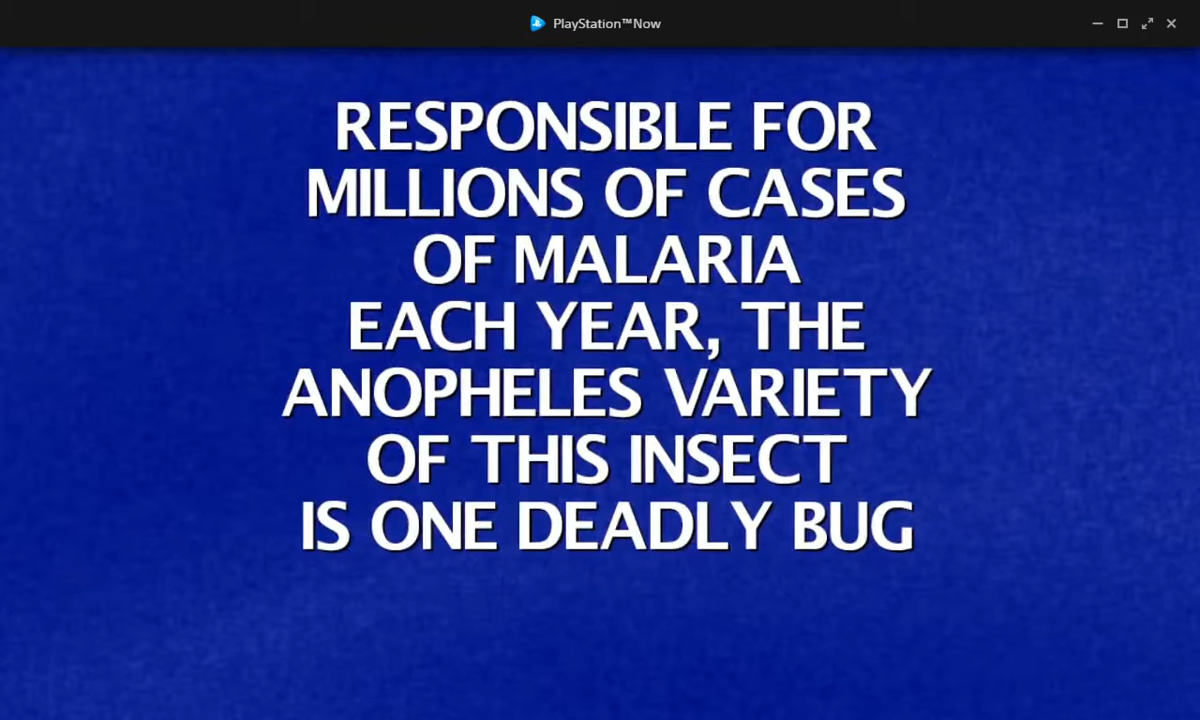 PlayStation™Now
RESPONSIBLE FOR
MILLIONS OF CASES
OF MALARIA
EACH YEAR, THE
ANOPHELES VARIETY
OF THIS INSECT
IS ONE DEADLY BUG